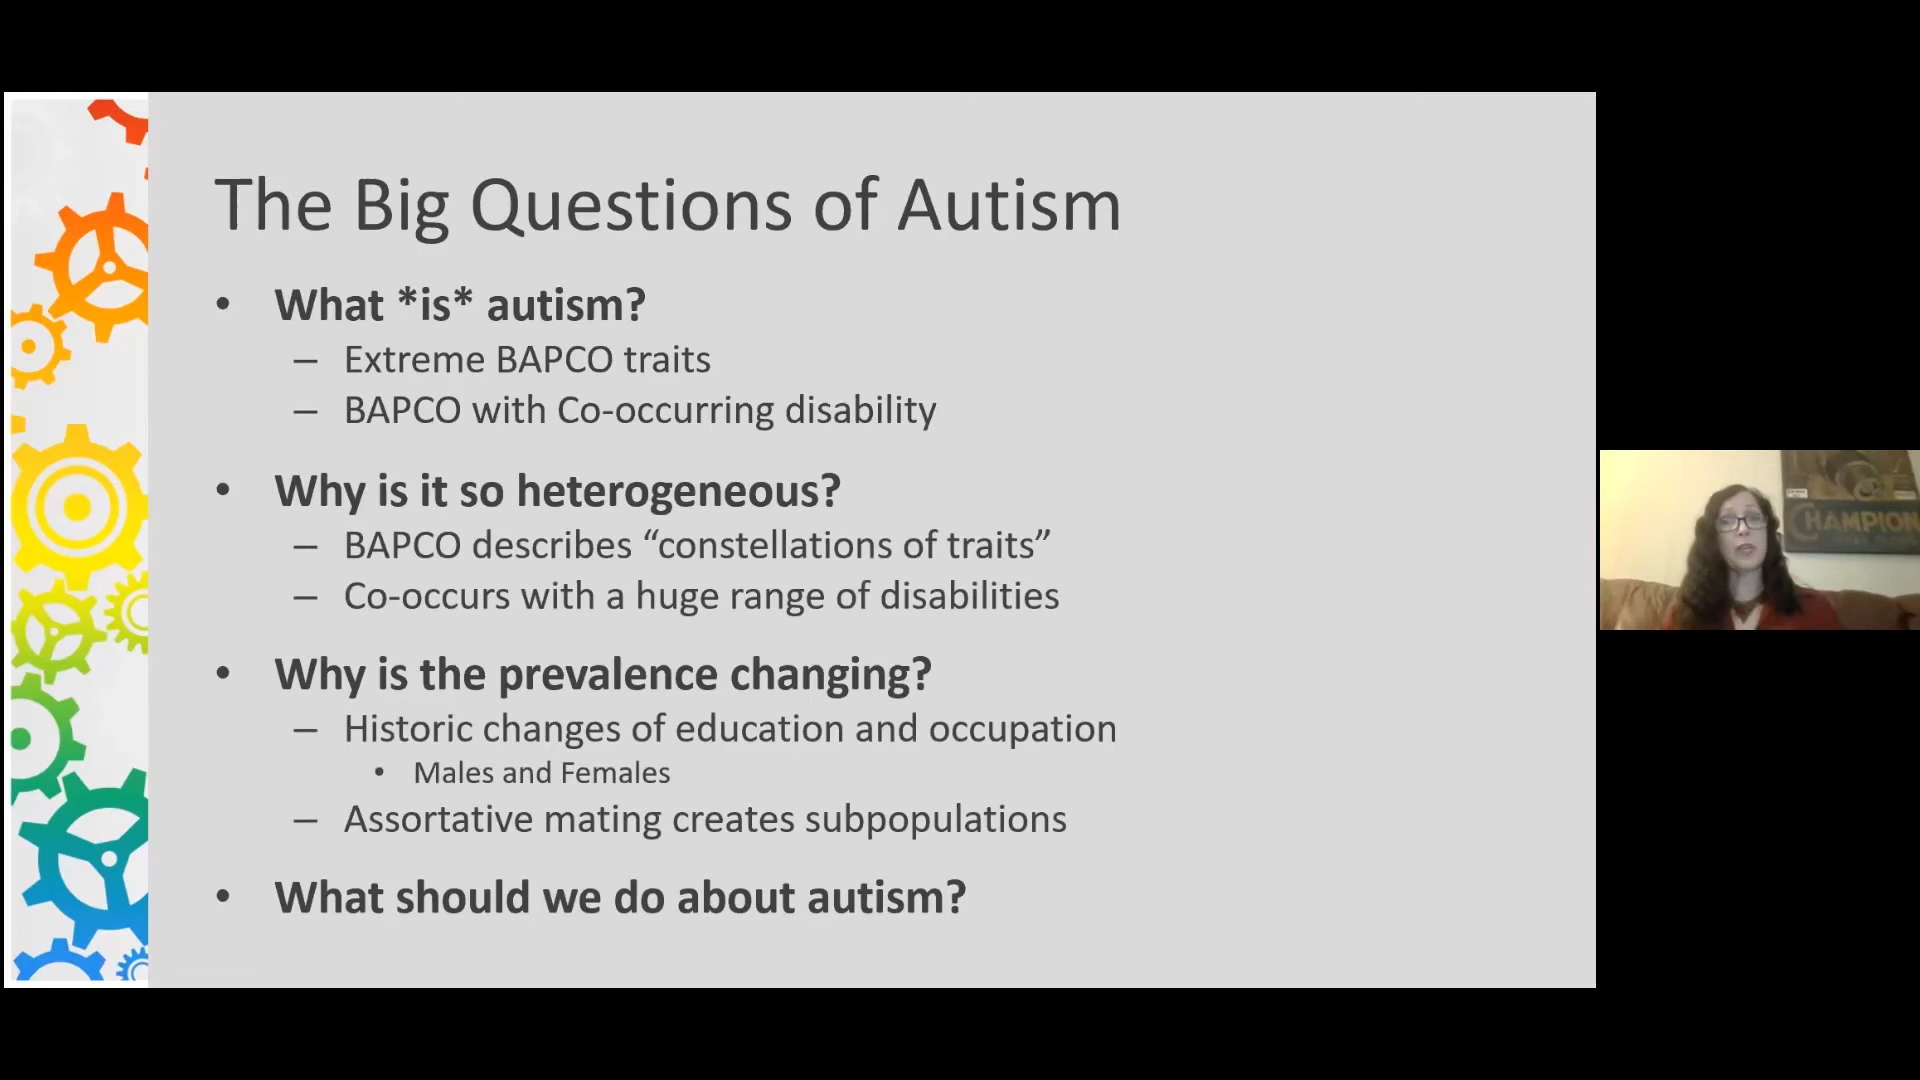 The Big Questions of Autism
• What *is* autism?
– Extreme BAPCO traits
– BAPCO with Co-occurring disability
• Why is it so heterogeneous?
– BAPCO describes “constellations of traits”
– Co-occurs with a huge range of disabilities
• Why is the prevalence changing?
– Historic changes of education and occupation
• Males and Females
– Assortative mating creates subpopulations
• What should we do about autism?
CHAMPION